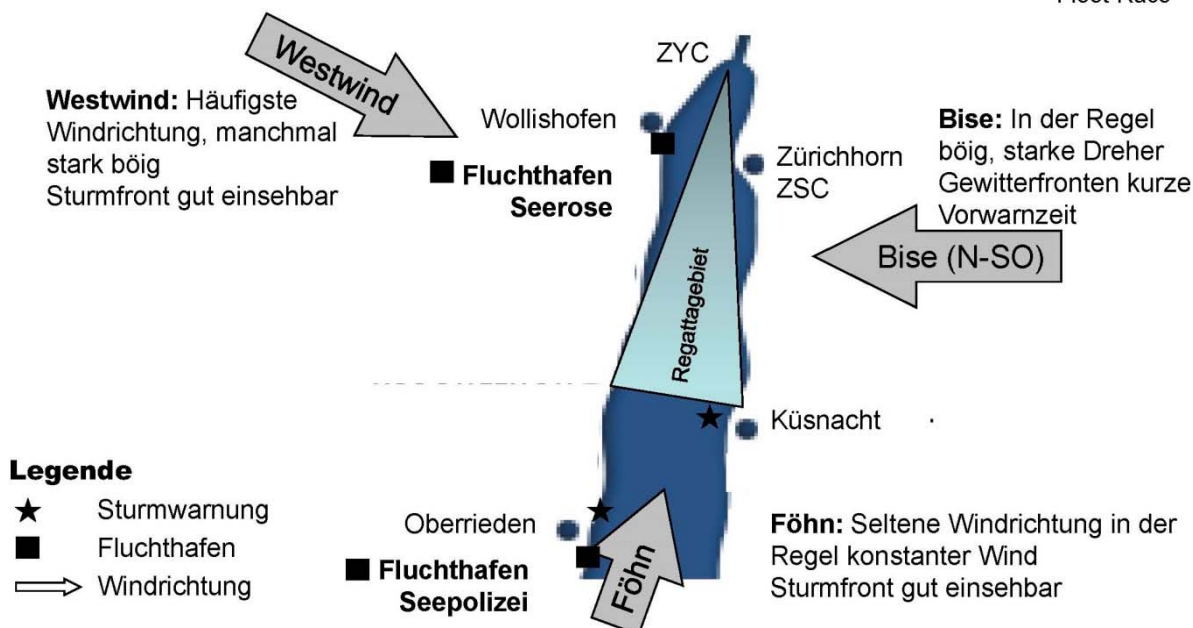 Westwind
ZYC
Westwind: Häufigste
Windrichtung, manchmal
stark böig
Sturmfront gut einsehbar
Wollishofen
Fluchthafen
Seerose
Zürichhorn
ZSC
Bise: In der Regel
böig, starke Dreher
Gewitterfronten kurze
Vorwarnzeit
Bise (N-SO)
Regattagebiet
Küsnacht
Legende
Sturmwarnung
Fluchthafen
Windrichtung
Oberrieden
Fluchthafen
Seepolizei
Föhn
Föhn: Seltene Windrichtung in der
Regel konstanter Wind
Sturmfront gut einsehbar